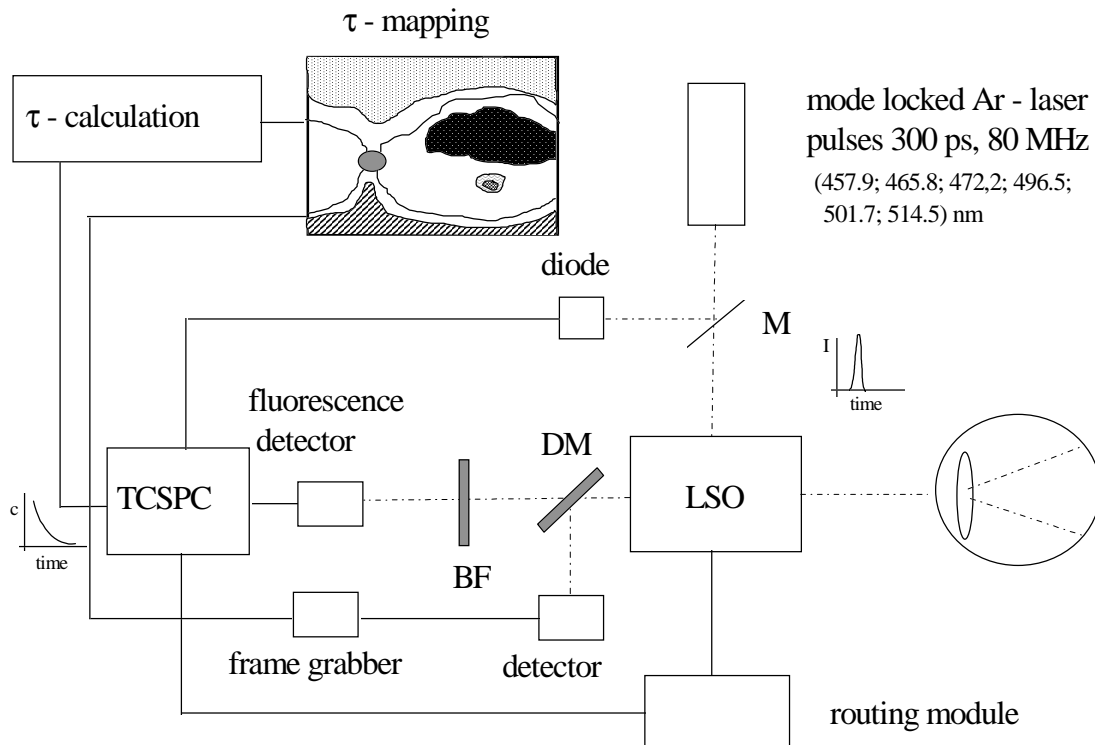 τ - mapping
τ - calculation
mode locked Ar - laser
pulses 300 ps, 80 MHz
(457.9; 465.8; 472,2; 496.5;
501.7; 514.5) nm
diode
M
I
time
fluorescence
detector
DM
TCSPC
LSO
c
time
BF
frame grabber
detector
routing module